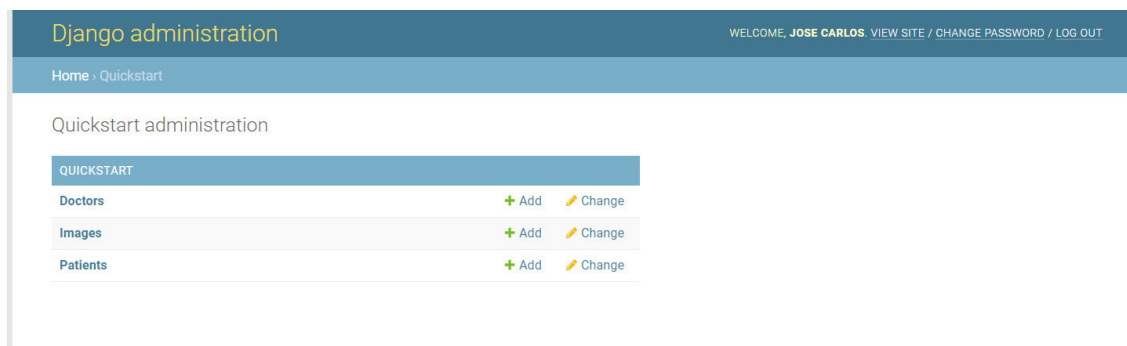 Django administration
WELCOME, JOSE CARLOS. VIEW SITE / CHANGE PASSWORD / LOG OUT
Home › Quickstart
Quickstart administration
QUICKSTART
Doctors + Add Change
Images + Add Change
Patients + Add Change